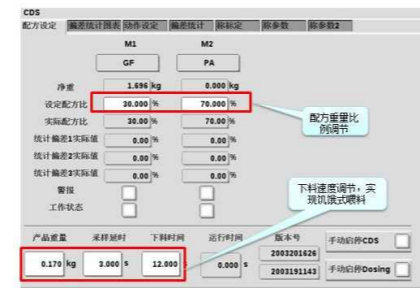 CDS
配方设定 偏差统计图表 动作设定 偏差统计 称标定 称参数 称参数2
M1 M2
GF PA
净重 1.696 kg 0.000 kg
设定配方比 30.000 % 70.000 %
实际配方比 30.00 % 70.00 %
统计偏差1实际值 0.00 % 0.00 %
统计偏差2实际值 0.00 % 0.00 %
统计偏差3实际值 0.00 % 0.00 %
警报
工作状态
配方重量比
例调节
下料速度调节，实
现饥饿式喂料
产品重量 采样延时 下料时间 运行时间 版本号
0.170 kg 3.000 s 12.000 0.000 s
2003201626
2003191143
手动启停CDS
手动启停Dosing